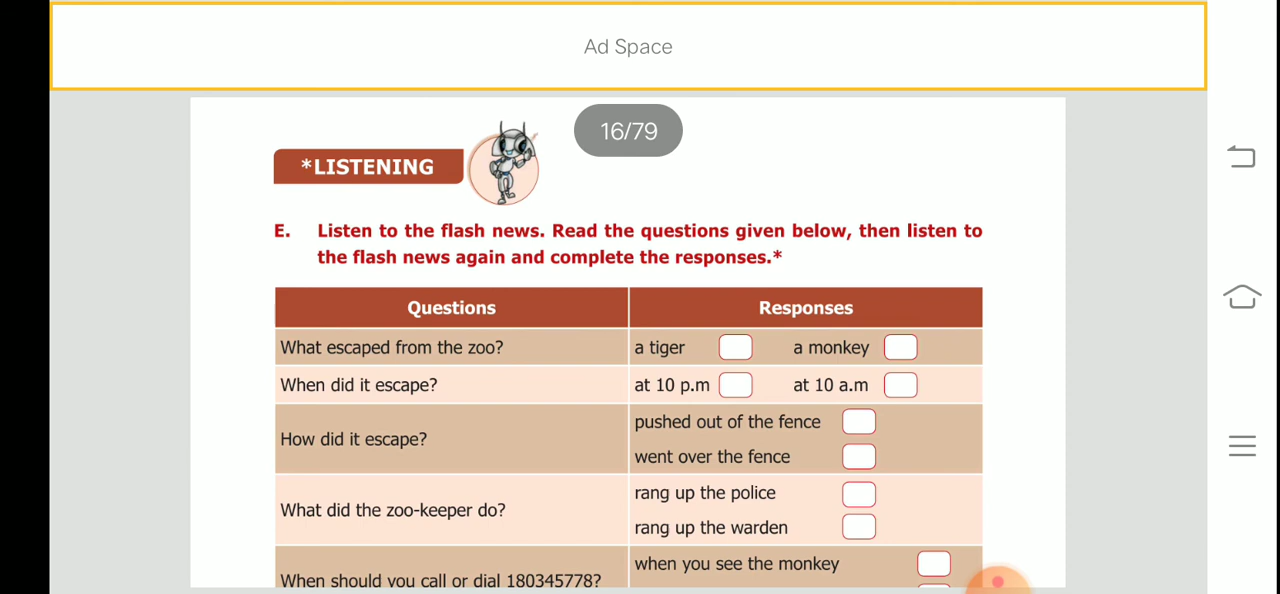 Ad Space
16/79
*LISTENING
E. Listen to the flash news. Read the questions given below, then listen to
the flash news again and complete the responses.*
Questions Responses
What escaped from the zoo? a tiger a monkey
When did it escape? at 10 p.m at 10 a.m
How did it escape? pushed out of the fence
went over the fence
What did the zoo-keeper do? rang up the police
rang up the warden
When should you call or dial 180345778? when you see the monkey